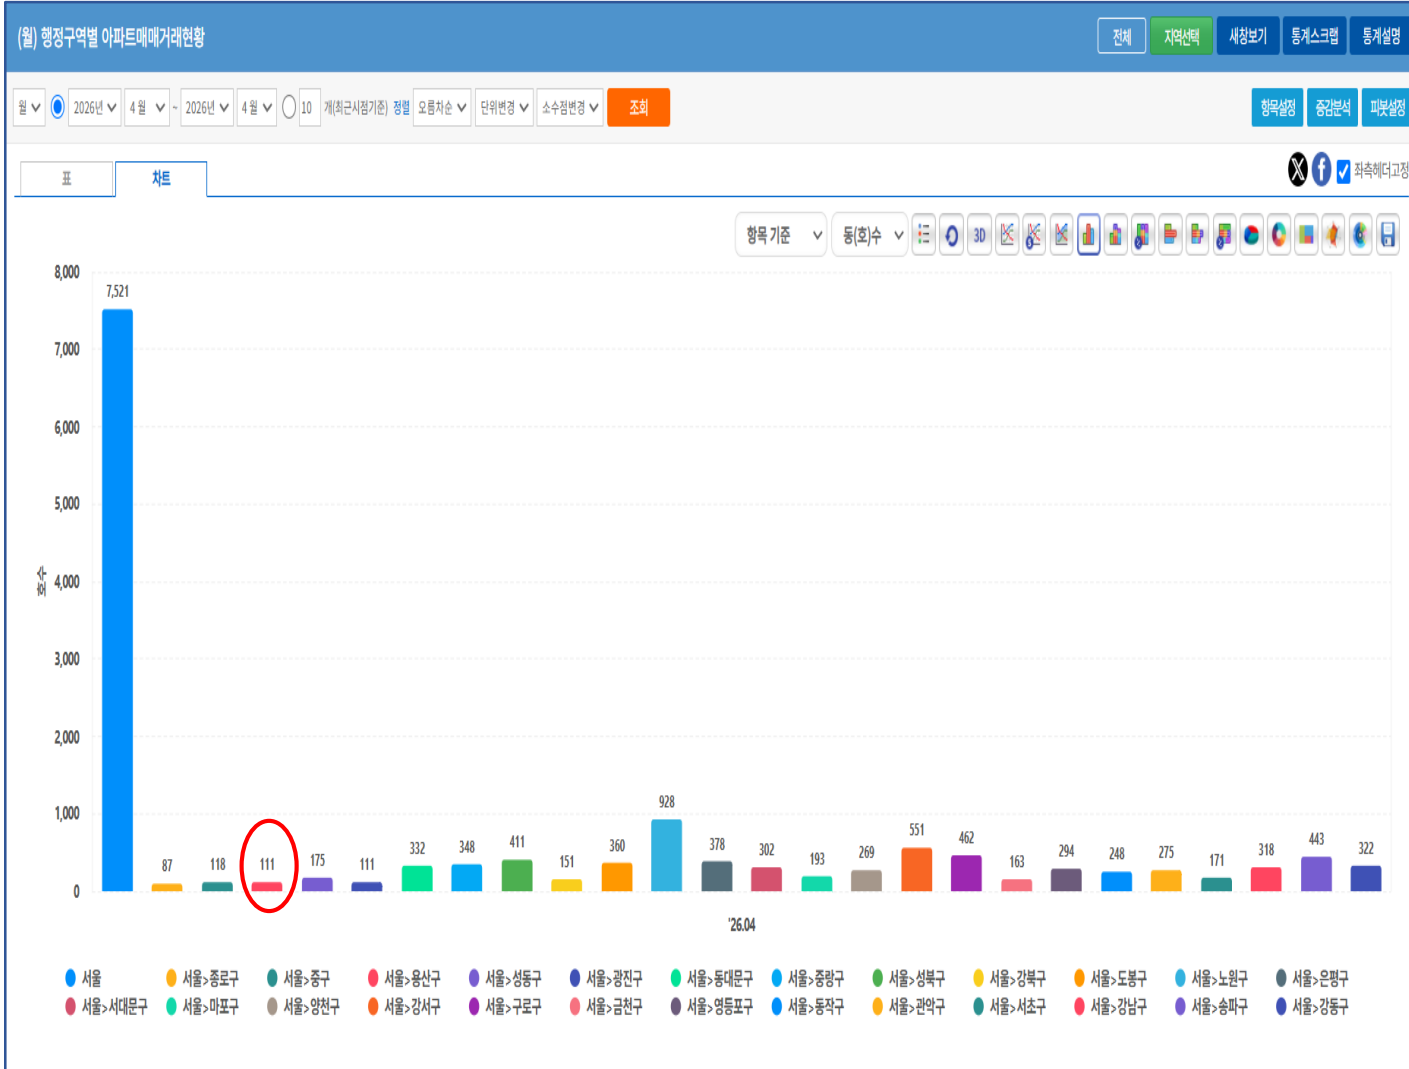 (월) 행정구역별 아파트매매거래현황
전체 지역선택 새창보기 통계스크랩 통계설명
월 2026년 4 월 ~ 2026년 4 월 10 개(최근시점기준) 정렬 오름차순 단위변경 소수점변경 조회
항목설정 증감분석 피봇설정
표 차트
좌측헤더고정
항목 기준 동(호)수 3D
8,000
7,000
6,000
5,000
4,000
3,000
2,000
1,000
0
호수
7,521 87 118 111 175 111 332 348 411 151 360 928 378 302 193 269 551 462 163 294 248 275 171 318 443 322
'26.04
서울 서울>종로구 서울>중구 서울>용산구 서울>성동구 서울>광진구 서울>동대문구 서울>중랑구 서울>성북구 서울>강북구 서울>도봉구 서울>노원구 서울>은평구
서울>서대문구 서울>마포구 서울>양천구 서울>강서구 서울>구로구 서울>금천구 서울>영등포구 서울>동작구 서울>관악구 서울>서초구 서울>강남구 서울>송파구 서울>강동구